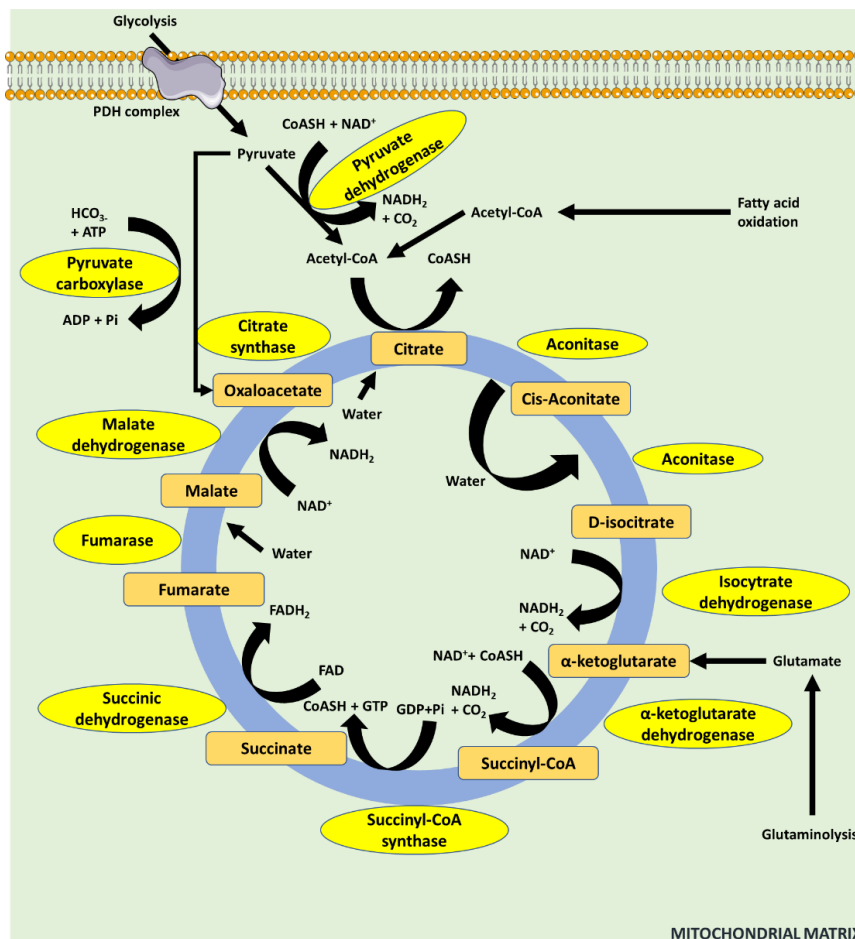 Glycolysis
PDH complex
CoASH + NAD⁺
Pyruvate
Pyruvate
dehydrogenase
NADH₂
+ CO₂
HCO₃₋
+ ATP
Pyruvate
carboxylase
ADP + Pi
Acetyl-CoA
Fatty acid
oxidation
Acetyl-CoA
CoASH
Citrate
synthase
Citrate
Aconitase
Oxaloacetate
Cis-Aconitate
Water
Malate
dehydrogenase
NADH₂
Aconitase
Water
Malate
NAD⁺
D-isocitrate
Fumarase
Water
NAD⁺
Fumarate
Isocytrate
dehydrogenase
NADH₂
+ CO₂
FADH₂
FAD
NAD⁺+ CoASH
α-ketoglutarate
Glutamate
Succinic
dehydrogenase
CoASH + GTP
GDP+Pi
NADH₂
+ CO₂
α-ketoglutarate
dehydrogenase
Succinate
Succinyl-CoA
Succinyl-CoA
synthase
Glutaminolysis
MITOCHONDRIAL MATRIX